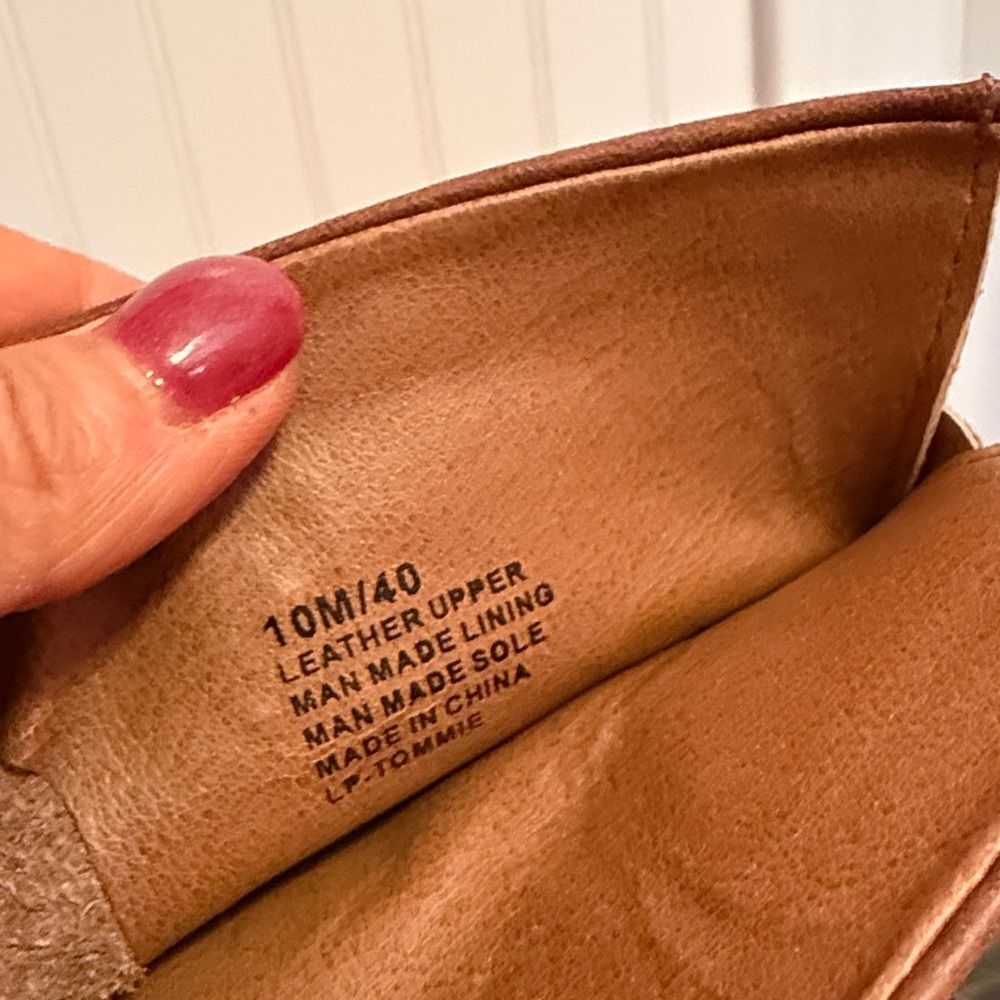 10M/40
LEATHER UPPER
MAN MADE LINING
MAN MADE SOLE
MADE IN CHINA
LP-TOMMIE